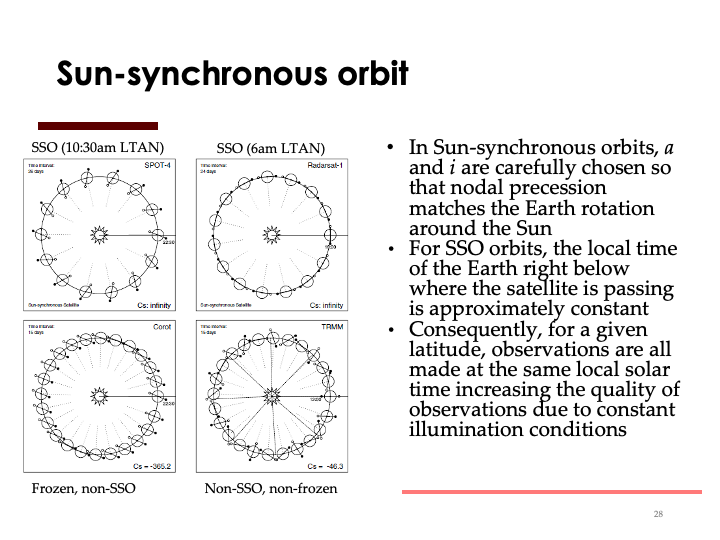 Sun-synchronous orbit
SSO (10:30am LTAN)
SSO (6am LTAN)
Time interval:
26 days
SPOT-4
22:30
Sun-synchronous Satellite
Cs: infinity
Time interval:
24 days
Radarsat-1
Sun-synchronous Satellite
Cs: infinity
Time interval:
15 days
Corot
Cs = -365.2
Time interval:
15 days
TRMM
Cs = -46.3
Frozen, non-SSO
Non-SSO, non-frozen
• In Sun-synchronous orbits, a
and i are carefully chosen so
that nodal precession
matches the Earth rotation
around the Sun
• For SSO orbits, the local time
of the Earth right below
where the satellite is passing
is approximately constant
• Consequently, for a given
latitude, observations are all
made at the same local solar
time increasing the quality of
observations due to constant
illumination conditions
28